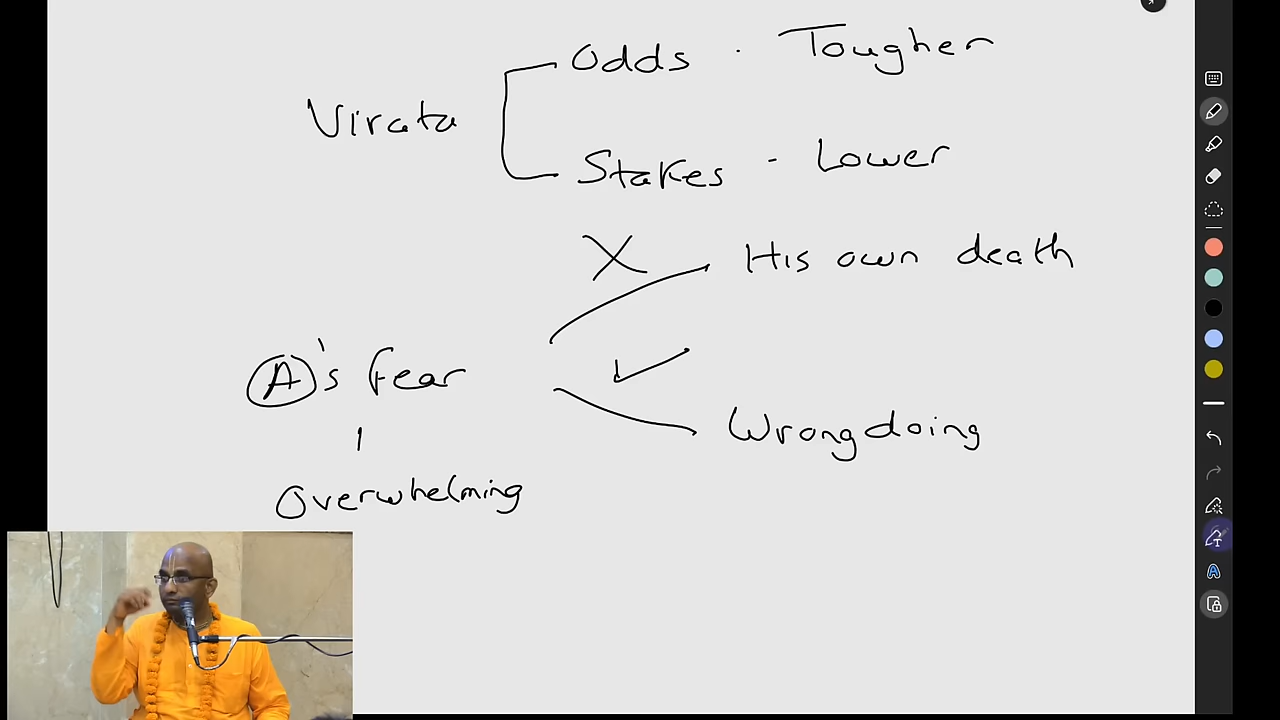 Odds - Tougher
Virata
Stakes - Lower
X His own death
A's fear
✓
Wrongdoing
Overwhelming